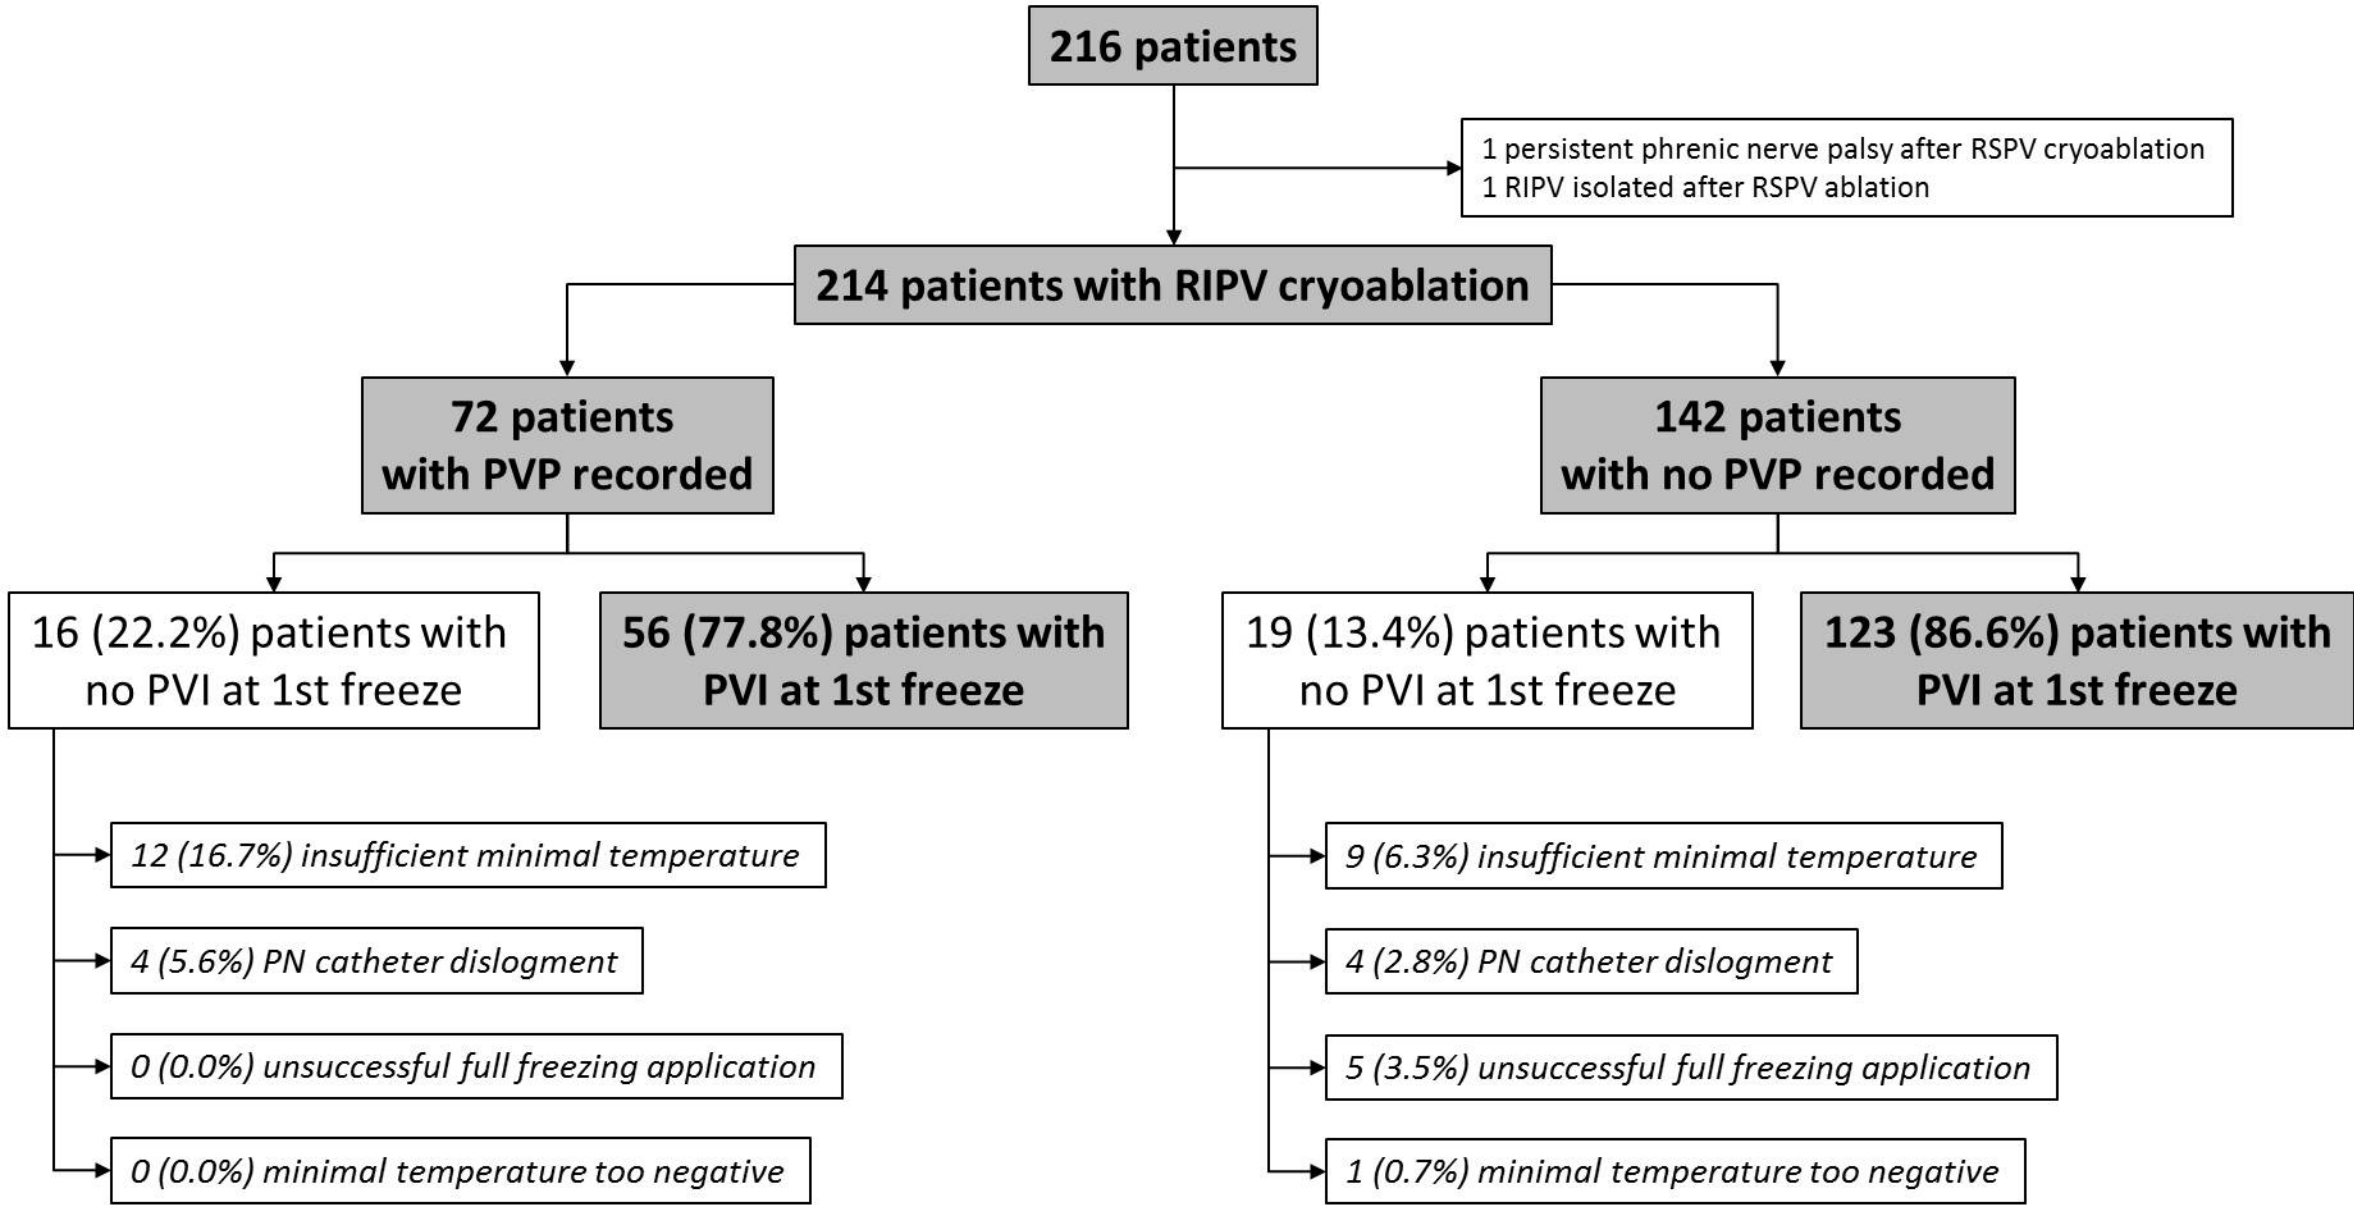 216 patients
1 persistent phrenic nerve palsy after RSPV cryoablation
1 RIPV isolated after RSPV ablation
214 patients with RIPV cryoablation
72 patients
with PVP recorded
142 patients
with no PVP recorded
16 (22.2%) patients with
no PVI at 1st freeze
56 (77.8%) patients with
PVI at 1st freeze
19 (13.4%) patients with
no PVI at 1st freeze
123 (86.6%) patients with
PVI at 1st freeze
12 (16.7%) insufficient minimal temperature
4 (5.6%) PN catheter dislogment
0 (0.0%) unsuccessful full freezing application
0 (0.0%) minimal temperature too negative
9 (6.3%) insufficient minimal temperature
4 (2.8%) PN catheter dislogment
5 (3.5%) unsuccessful full freezing application
1 (0.7%) minimal temperature too negative